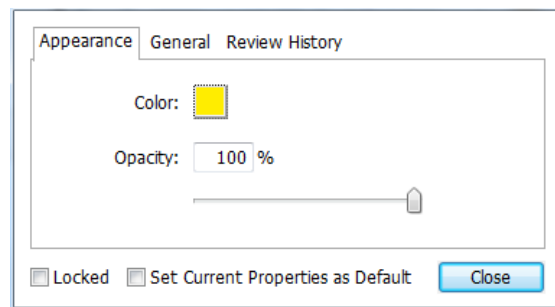 Appearance General Review History
Color:
Opacity: 100 %
Locked Set Current Properties as Default Close